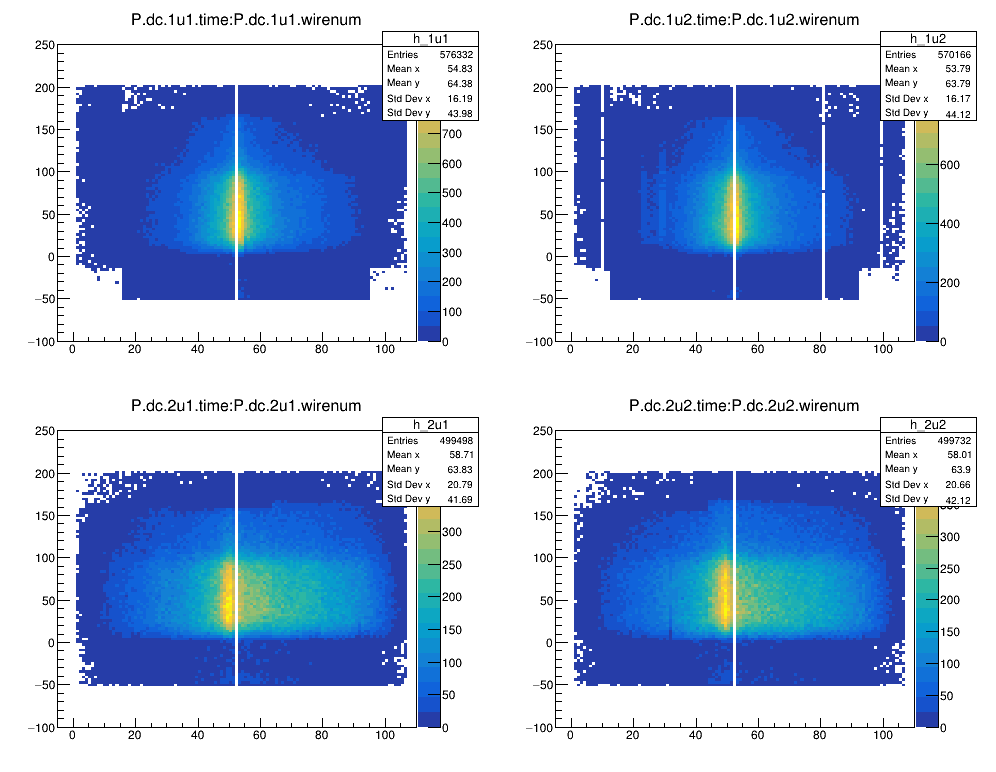 P.dc.1u1.time:P.dc.1u1.wirenum
h_1u1
Entries 576332
Mean x 54.83
Mean y 64.38
Std Dev x 16.19
Std Dev y 43.98
250
200
150
100
50
0
−50
−100
0 20 40 60 80 100
700
600
500
400
300
200
100
0
P.dc.1u2.time:P.dc.1u2.wirenum
h_1u2
Entries 570166
Mean x 53.79
Mean y 63.79
Std Dev x 16.17
Std Dev y 44.12
250
200
150
100
50
0
−50
−100
0 20 40 60 80 100
600
400
200
0
P.dc.2u1.time:P.dc.2u1.wirenum
h_2u1
Entries 499498
Mean x 58.71
Mean y 63.83
Std Dev x 20.79
Std Dev y 41.69
250
200
150
100
50
0
−50
−100
0 20 40 60 80 100
300
250
200
150
100
50
0
P.dc.2u2.time:P.dc.2u2.wirenum
h_2u2
Entries 499732
Mean x 58.01
Mean y 63.9
Std Dev x 20.66
Std Dev y 42.12
250
200
150
100
50
0
−50
−100
0 20 40 60 80 100
300
250
200
150
100
50
0